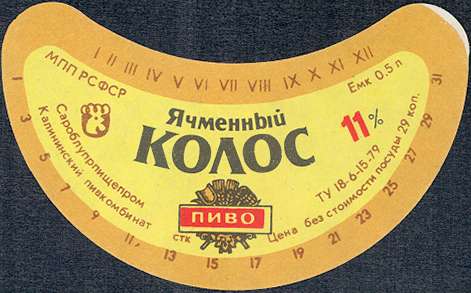 I II III IV V VI VII VIII IX X XI XII
МПП РСФСР
Емк 0,5 л
Ячменный
КОЛОС
11%
Сароблупрпищепром
Калининский пивкомбинат
ПИВО
стк
ТУ 18-6-15-79
Цена без стоимости посуды 29 коп.
1 3 5 7 9 11 13 15 17 19 21 23 25 27 29 31